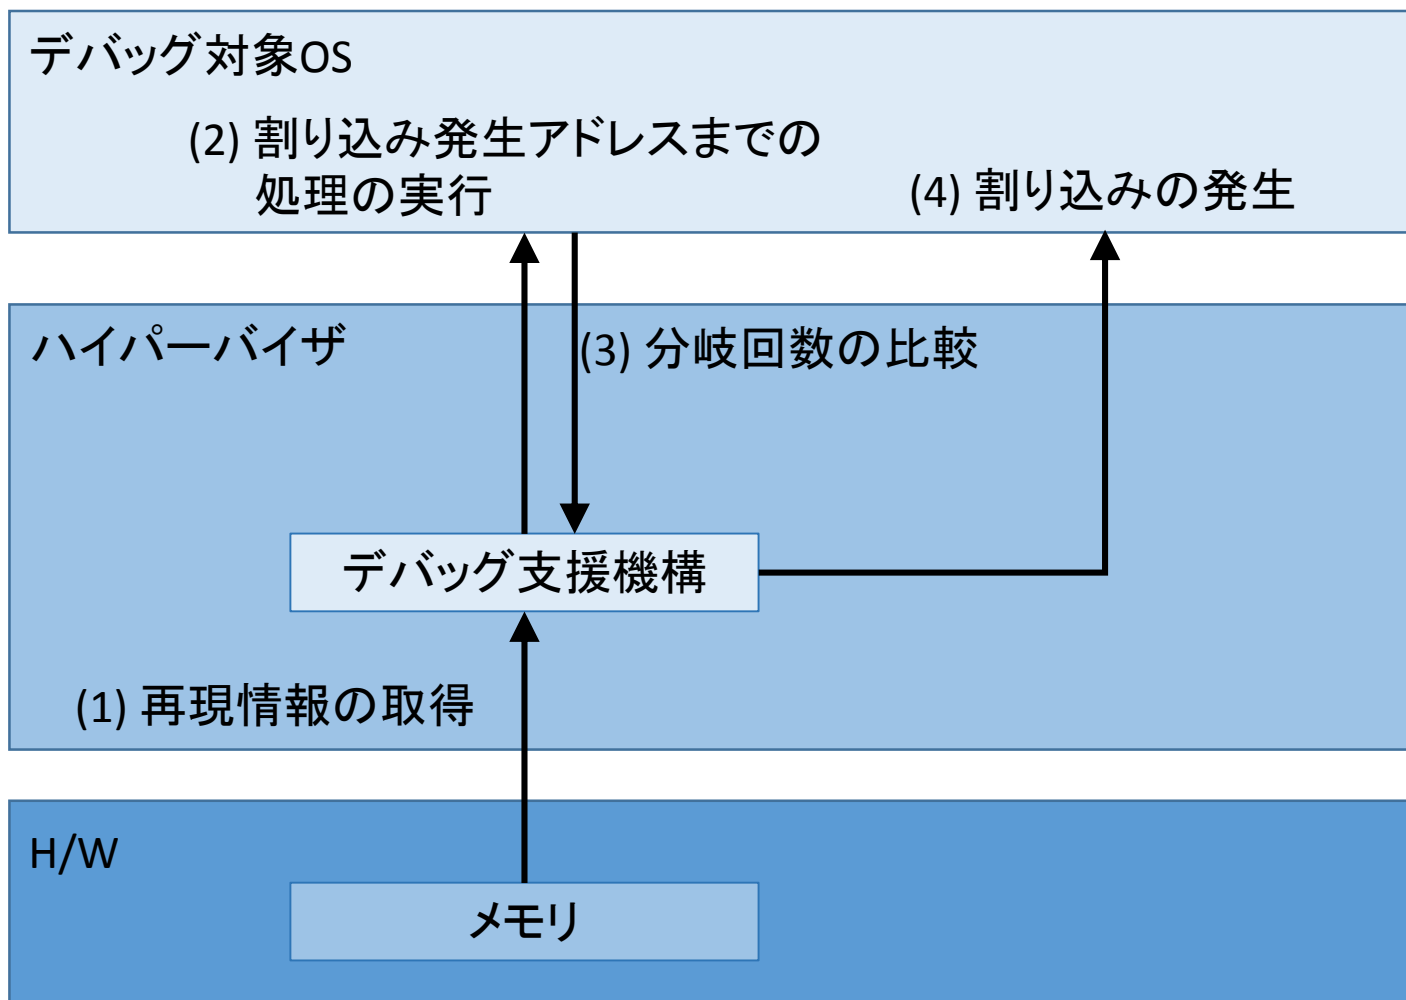 デバッグ対象OS
(2) 割り込み発生アドレスまでの
処理の実行
(4) 割り込みの発生
ハイパーバイザ
(3) 分岐回数の比較
デバッグ支援機構
(1) 再現情報の取得
H/W
メモリ